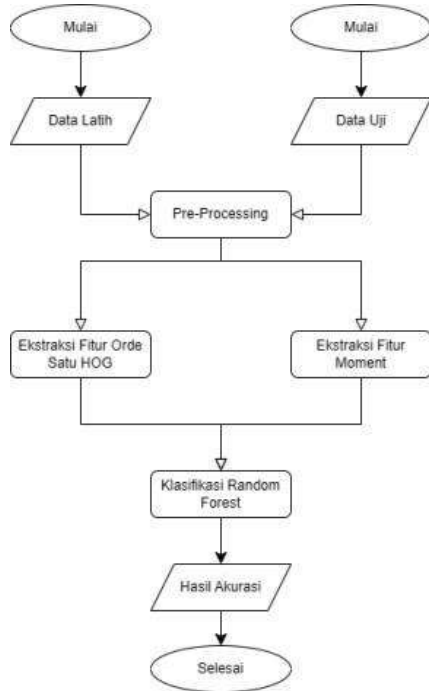 Mulai
Mulai
Data Latih
Data Uji
Pre-Processing
Ekstraksi Fitur Orde
Satu HOG
Ekstraksi Fitur
Moment
Klasifikasi Random
Forest
Hasil Akurasi
Selesai